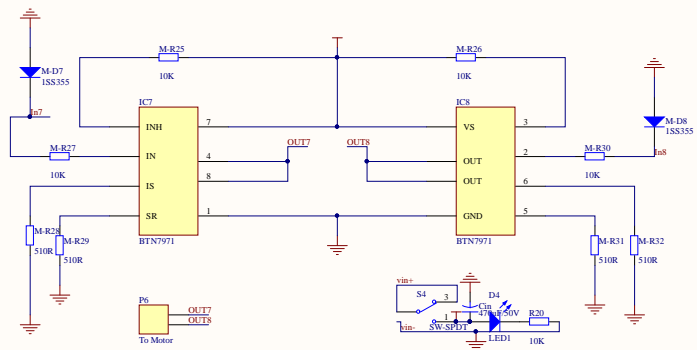 M-R25
M-R26
10K
10K
M-D7
1SS355
IC7
IC8
In7
INH
7
VS
3
M-D8
1SS355
M-R27
OUT7
OUT8
M-R30
In8
IN
4
OUT
2
10K
10K
IS
8
OUT
6
SR
1
GND
5
M-R28
M-R29
BTN7971
BTN7971
M-R31
M-R32
510R
510R
510R
510R
vin+
S4
3
D4
P6
Cin
OUT7
470uF/50V
R20
OUT8
1
vin-
SW-SPDT
To Motor
LED1
10K